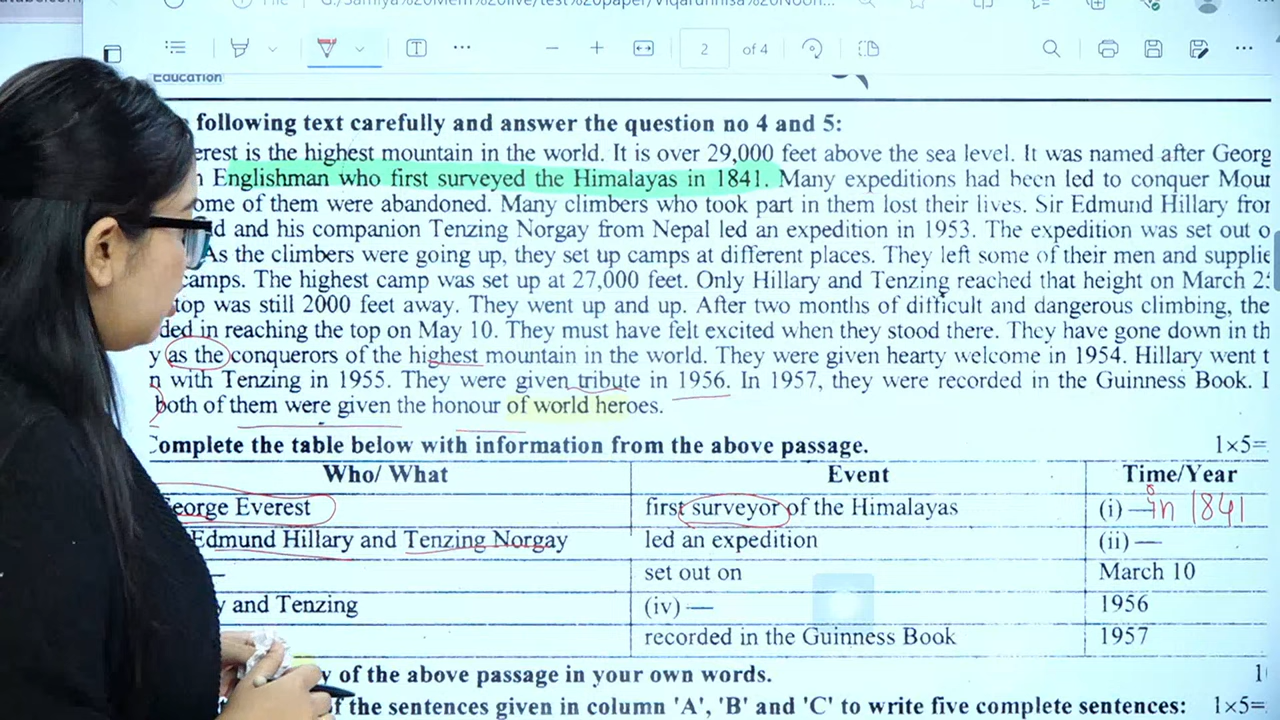 2 of 4
Education
following text carefully and answer the question no 4 and 5:
erest is the highest mountain in the world. It is over 29,000 feet above the sea level. It was named after Georg
n Englishman who first surveyed the Himalayas in 1841. Many expeditions had been led to conquer Moun
ome of them were abandoned. Many climbers who took part in them lost their lives. Sir Edmund Hillary from
d and his companion Tenzing Norgay from Nepal led an expedition in 1953. The expedition was set out o
As the climbers were going up, they set up camps at different places. They left some of their men and supplie
camps. The highest camp was set up at 27,000 feet. Only Hillary and Tenzing reached that height on March 2
top was still 2000 feet away. They went up and up. After two months of difficult and dangerous climbing, the
ded in reaching the top on May 10. They must have felt excited when they stood there. They have gone down in th
y as the conquerors of the highest mountain in the world. They were given hearty welcome in 1954. Hillary went t
n with Tenzing in 1955. They were given tribute in 1956. In 1957, they were recorded in the Guinness Book. I
both of them were given the honour of world heroes.
Complete the table below with information from the above passage. 1×5=
Who/ What Event Time/Year
eorge Everest first surveyor of the Himalayas (i) — in 1841
Edmund Hillary and Tenzing Norgay led an expedition (ii) —
— set out on March 10
y and Tenzing (iv) — 1956
recorded in the Guinness Book 1957
y of the above passage in your own words. 1
f the sentences given in column 'A', 'B' and 'C' to write five complete sentences: 1×5=